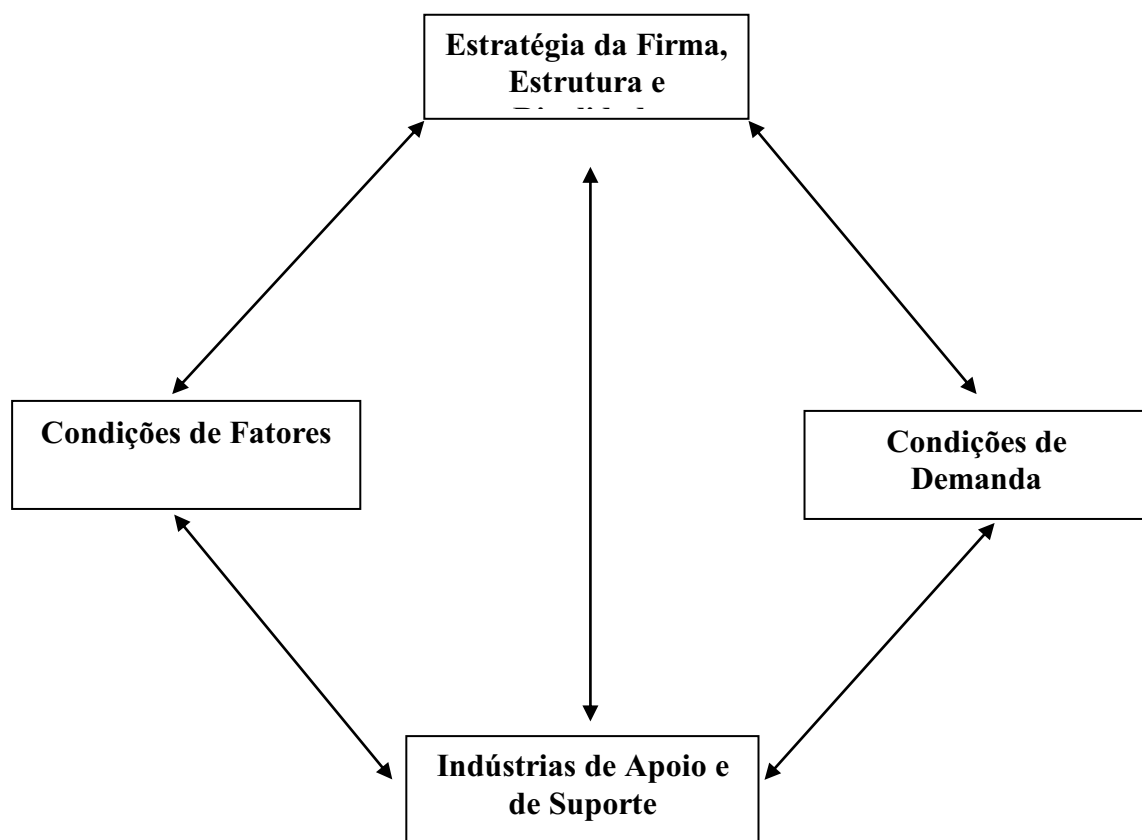 Estratégia da Firma,
Estrutura e
Condições de Fatores
Condições de
Demanda
Indústrias de Apoio e
de Suporte